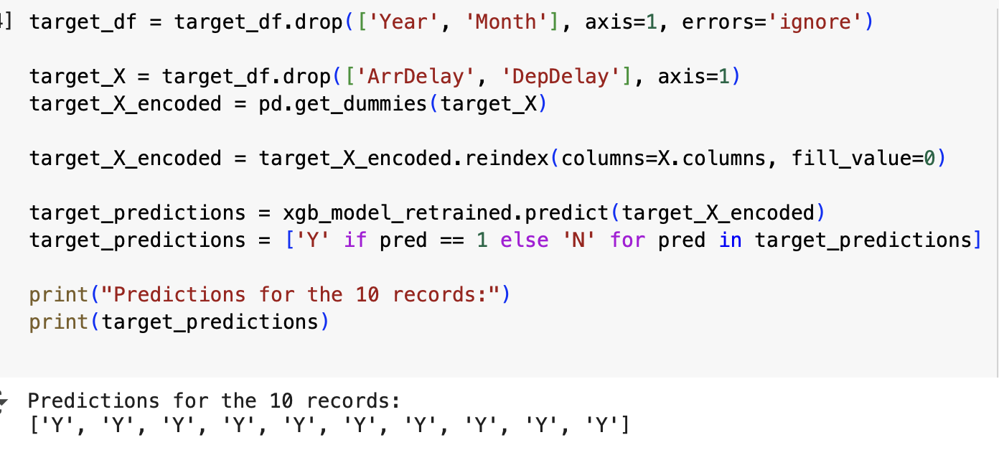 ] target_df = target_df.drop(['Year', 'Month'], axis=1, errors='ignore')
target_X = target_df.drop(['ArrDelay', 'DepDelay'], axis=1)
target_X_encoded = pd.get_dummies(target_X)
target_X_encoded = target_X_encoded.reindex(columns=X.columns, fill_value=0)
target_predictions = xgb_model_retrained.predict(target_X_encoded)
target_predictions = ['Y' if pred == 1 else 'N' for pred in target_predictions]
print("Predictions for the 10 records:")
print(target_predictions)
Predictions for the 10 records:
['Y', 'Y', 'Y', 'Y', 'Y', 'Y', 'Y', 'Y', 'Y', 'Y']